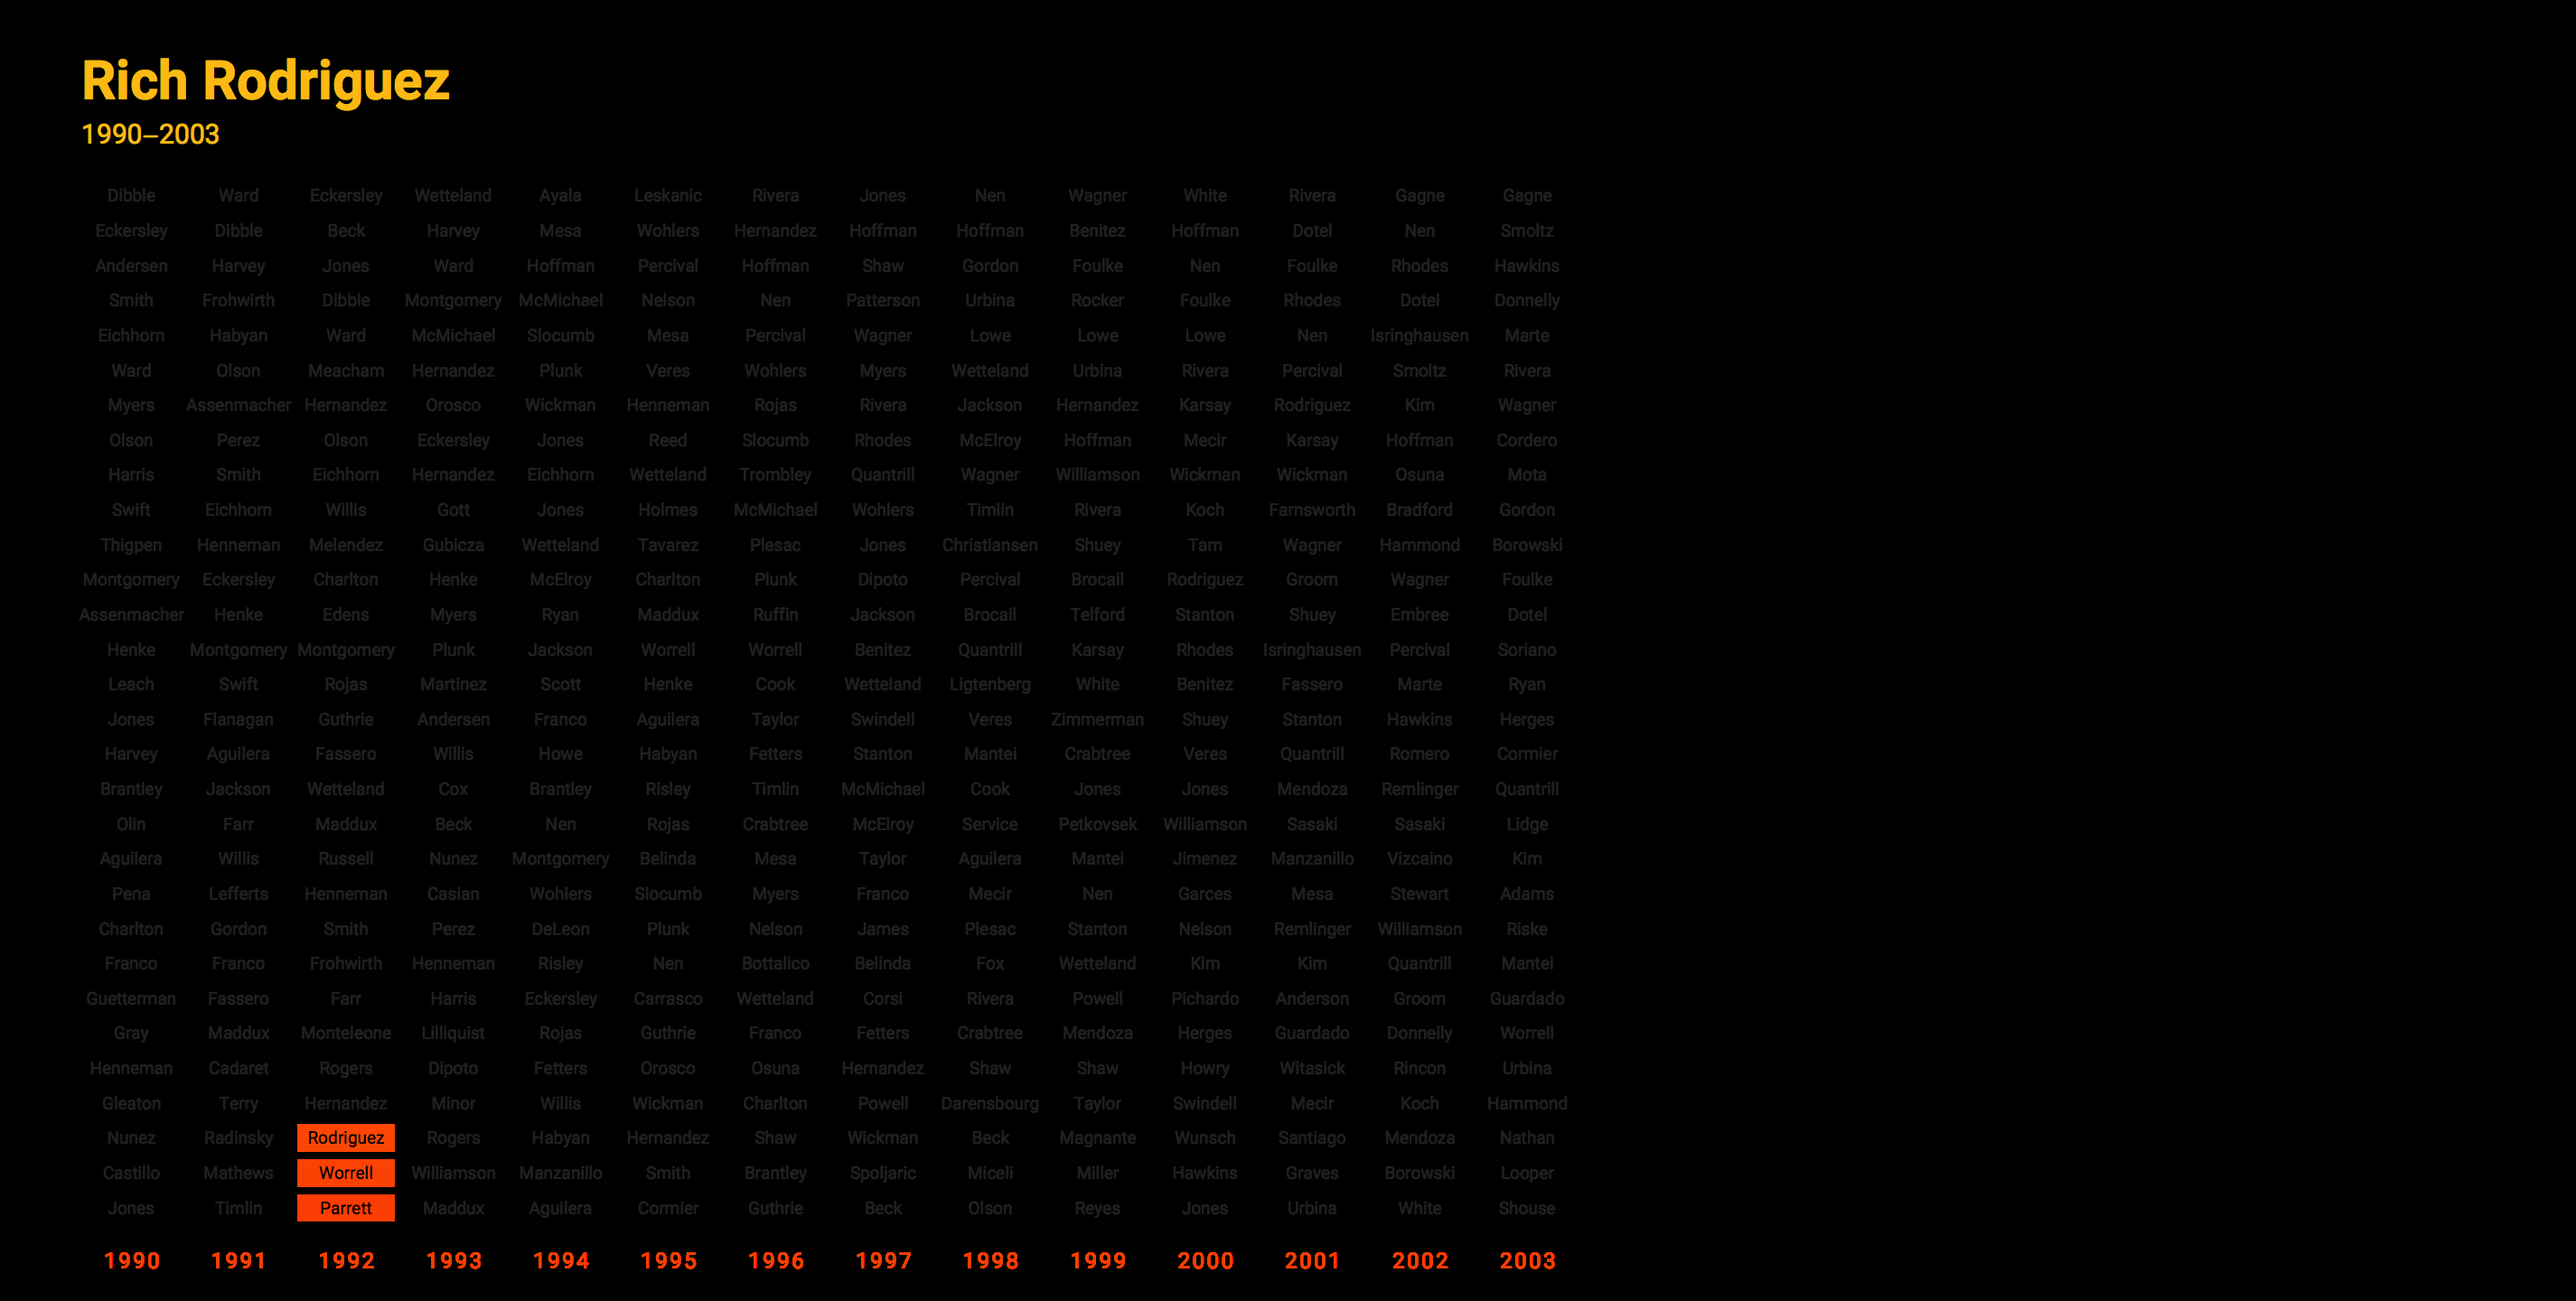 Rich Rodriguez
1990–2003
Dibble Ward Eckersley Wetteland Ayala Leskanic Rivera Jones Nen Wagner White Rivera Gagne Gagne
Eckersley Dibble Beck Harvey Mesa Wohlers Hernandez Hoffman Hoffman Benitez Hoffman Dotel Nen Smoltz
Andersen Harvey Jones Ward Hoffman Percival Hoffman Shaw Gordon Foulke Nen Foulke Rhodes Hawkins
Smith Frohwirth Dibble Montgomery McMichael Nelson Nen Patterson Urbina Rocker Foulke Rhodes Dotel Donnelly
Eichhorn Habyan Ward McMichael Slocumb Mesa Percival Wagner Lowe Lowe Lowe Nen Isringhausen Marte
Ward Olson Meacham Hernandez Plunk Veres Wohlers Myers Wetteland Urbina Rivera Percival Smoltz Rivera
Myers Assenmacher Hernandez Orosco Wickman Henneman Rojas Rivera Jackson Hernandez Karsay Rodriguez Kim Wagner
Olson Perez Olson Eckersley Jones Reed Slocumb Rhodes McElroy Hoffman Mecir Karsay Hoffman Cordero
Harris Smith Eichhorn Hernandez Eichhorn Wetteland Trombley Quantrill Wagner Williamson Wickman Wickman Osuna Mota
Swift Eichhorn Willis Gott Jones Holmes McMichael Wohlers Timlin Rivera Koch Farnsworth Bradford Gordon
Thigpen Henneman Melendez Gubicza Wetteland Tavarez Plesac Jones Christiansen Shuey Tam Wagner Hammond Borowski
Montgomery Eckersley Charlton Henke McElroy Charlton Plunk Dipoto Percival Brocail Rodriguez Groom Wagner Foulke
Assenmacher Henke Edens Myers Ryan Maddux Ruffin Jackson Brocail Telford Stanton Shuey Embree Dotel
Henke Montgomery Montgomery Plunk Jackson Worrell Worrell Benitez Quantrill Karsay Rhodes Isringhausen Percival Soriano
Leach Swift Rojas Martinez Scott Henke Cook Wetteland Ligtenberg White Benitez Fassero Marte Ryan
Jones Flanagan Guthrie Andersen Franco Aguilera Taylor Swindell Veres Zimmerman Shuey Stanton Hawkins Herges
Harvey Aguilera Fassero Willis Howe Habyan Fetters Stanton Mantei Crabtree Veres Quantrill Romero Cormier
Brantley Jackson Wetteland Cox Brantley Risley Timlin McMichael Cook Jones Jones Mendoza Remlinger Quantrill
Olin Farr Maddux Beck Nen Rojas Crabtree McElroy Service Petkovsek Williamson Sasaki Sasaki Lidge
Aguilera Willis Russell Nunez Montgomery Belinda Mesa Taylor Aguilera Mantei Jimenez Manzanillo Vizcaino Kim
Pena Lefferts Henneman Casian Wohlers Slocumb Myers Franco Mecir Nen Garces Mesa Stewart Adams
Charlton Gordon Smith Perez DeLeon Plunk Nelson James Plesac Stanton Nelson Remlinger Williamson Riske
Franco Franco Frohwirth Henneman Risley Nen Bottalico Belinda Fox Wetteland Kim Kim Quantrill Mantei
Guetterman Fassero Farr Harris Eckersley Carrasco Wetteland Corsi Rivera Powell Pichardo Anderson Groom Guardado
Gray Maddux Monteleone Lilliquist Rojas Guthrie Franco Fetters Crabtree Mendoza Herges Guardado Donnelly Worrell
Henneman Cadaret Rogers Dipoto Fetters Orosco Osuna Hernandez Shaw Shaw Howry Witasick Rincon Urbina
Gleaton Terry Hernandez Minor Willis Wickman Charlton Powell Darensbourg Taylor Swindell Mecir Koch Hammond
Nunez Radinsky Rodriguez Rogers Habyan Hernandez Shaw Wickman Beck Magnante Wunsch Santiago Mendoza Nathan
Castillo Mathews Worrell Williamson Manzanillo Smith Brantley Spoljaric Miceli Miller Hawkins Graves Borowski Looper
Jones Timlin Parrett Maddux Aguilera Cormier Guthrie Beck Olson Reyes Jones Urbina White Shouse
1990 1991 1992 1993 1994 1995 1996 1997 1998 1999 2000 2001 2002 2003